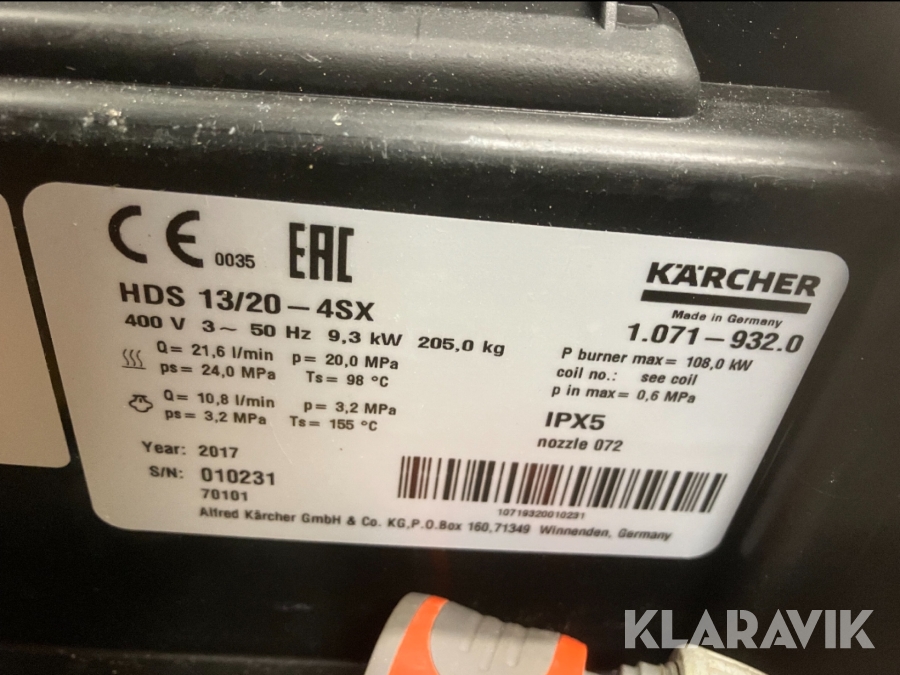 CE 0035 EAC
KÄRCHER
Made in Germany
HDS 13/20-4SX
1.071-932.0
400 V 3~ 50 Hz 9,3 kW 205,0 kg
Q= 21,6 l/min p= 20,0 MPa
ps= 24,0 MPa Ts= 98 °C
Q= 10,8 l/min p= 3,2 MPa
ps= 3,2 MPa Ts= 155 °C
P burner max= 108,0 kW
coil no.: see coil
p in max= 0,6 MPa
IPX5
nozzle 072
Year: 2017
S/N: 010231
70101
10719320010231
Alfred Kärcher GmbH & Co. KG,P.O.Box 160,71349 Winnenden, Germany
KLARAVIK